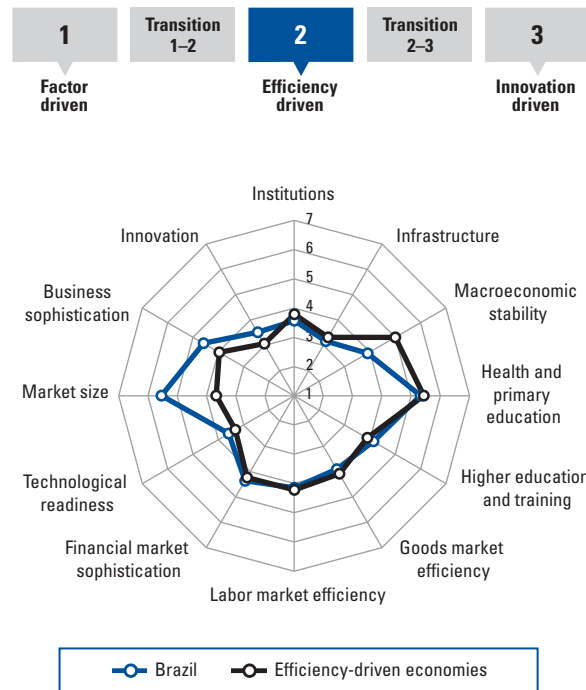 1
Transition
1–2
2
Transition
2–3
3
Factor
driven
Efficiency
driven
Innovation
driven
Institutions
7
Innovation
6
Infrastructure
5
Business
sophistication
4
Macroeconomic
stability
3
Market size
2
1
Health and
primary
education
Technological
readiness
Higher education
and training
Financial market
sophistication
Goods market
efficiency
Labor market efficiency
Brazil
Efficiency-driven economies